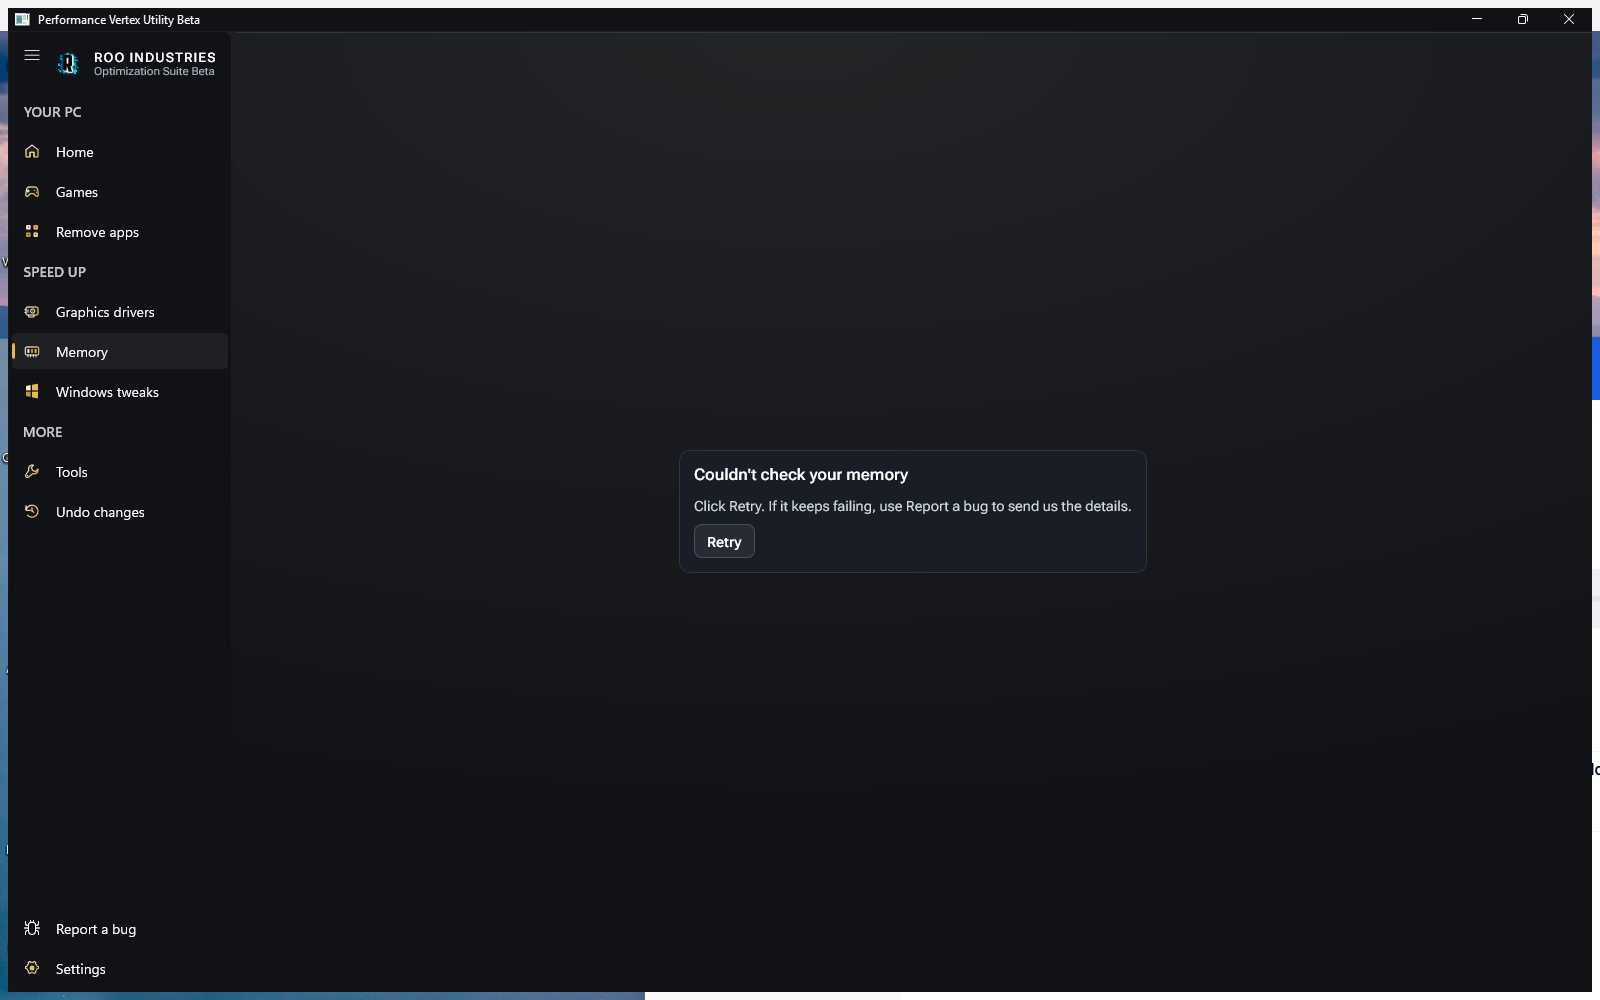 Performance Vertex Utility Beta
ROO INDUSTRIES
Optimization Suite Beta
YOUR PC
Home
Games
Remove apps
SPEED UP
Graphics drivers
Memory
Windows tweaks
MORE
Tools
Undo changes
Couldn't check your memory
Click Retry. If it keeps failing, use Report a bug to send us the details.
Retry
Report a bug
Settings